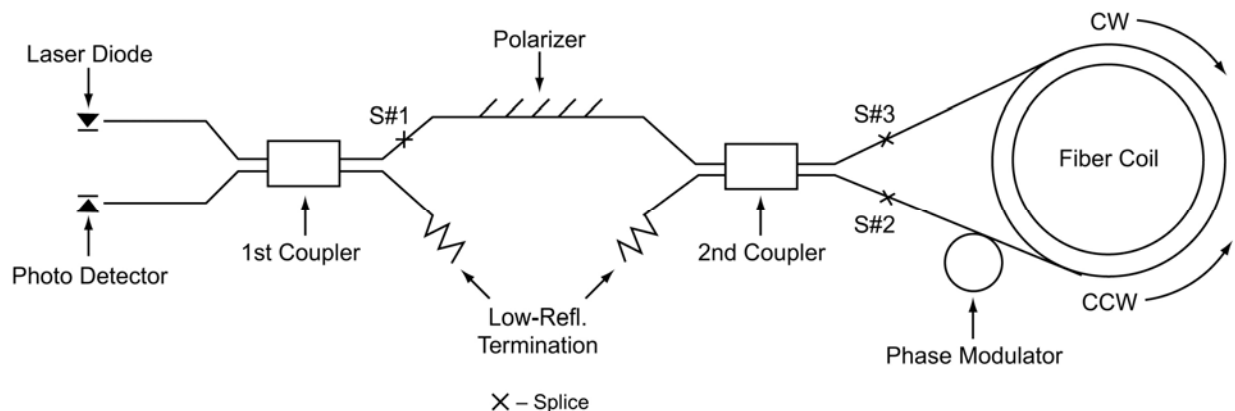 Laser Diode
Polarizer
CW
S#1
S#3
Fiber Coil
S#2
1st Coupler
2nd Coupler
Photo Detector
CCW
Low-Refl.
Termination
Phase Modulator
X – Splice